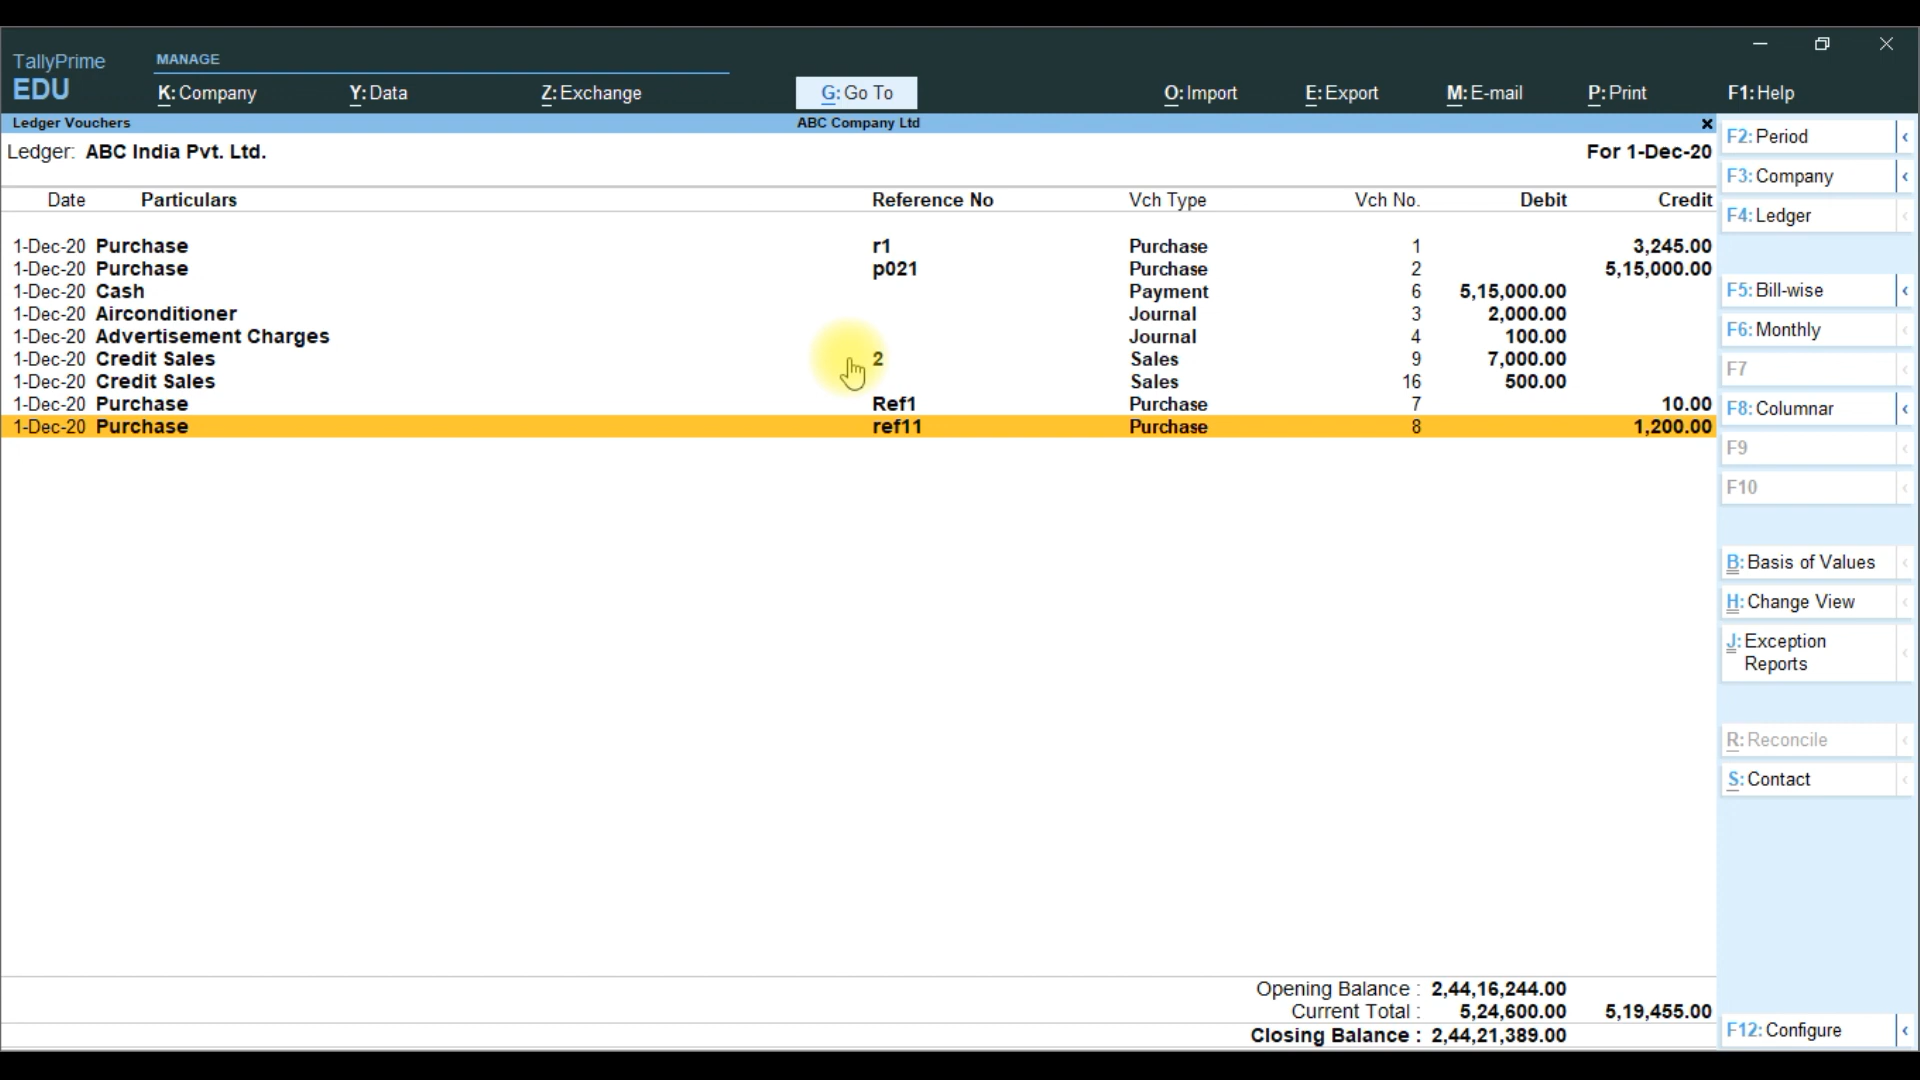 TallyPrime
EDU
MANAGE
K: Company Y: Data Z: Exchange G: Go To O: Import E: Export M: E-mail P: Print F1: Help
Ledger Vouchers ABC Company Ltd
Ledger: ABC India Pvt. Ltd. For 1-Dec-20
Date Particulars Reference No Vch Type Vch No. Debit Credit
1-Dec-20 Purchase r1 Purchase 1 3,245.00
1-Dec-20 Purchase p021 Purchase 2 5,15,000.00
1-Dec-20 Cash Payment 6 5,15,000.00
1-Dec-20 Airconditioner Journal 3 2,000.00
1-Dec-20 Advertisement Charges Journal 4 100.00
1-Dec-20 Credit Sales 2 Sales 9 7,000.00
1-Dec-20 Credit Sales Sales 16 500.00
1-Dec-20 Purchase Ref1 Purchase 7 10.00
1-Dec-20 Purchase ref11 Purchase 8 1,200.00
Opening Balance : 2,44,16,244.00
Current Total : 5,24,600.00 5,19,455.00
Closing Balance : 2,44,21,389.00
F2: Period
F3: Company
F4: Ledger
F5: Bill-wise
F6: Monthly
F7
F8: Columnar
F9
F10
B: Basis of Values
H: Change View
J: Exception
Reports
R: Reconcile
S: Contact
F12: Configure